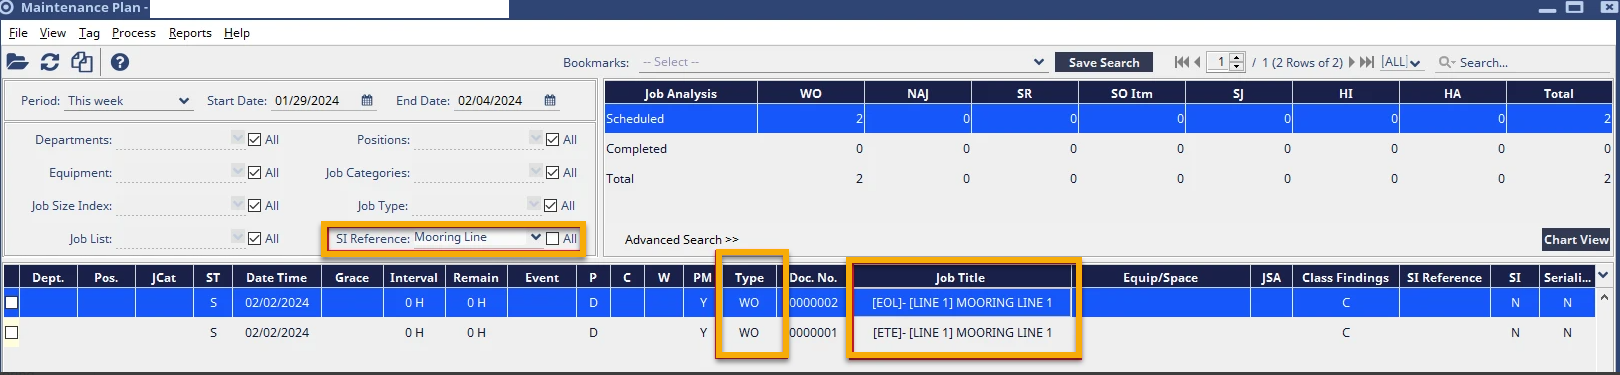 Maintenance Plan -
File View Tag Process Reports Help
Bookmarks: -- Select -- Save Search 1 / 1 (2 Rows of 2) [ALL] Search...
Period: This week Start Date: 01/29/2024 End Date: 02/04/2024
Departments: All Positions: All
Equipment: All Job Categories: All
Job Size Index: All Job Type: All
Job List: All SI Reference: Mooring Line All
Job Analysis WO NAJ SR SO Itm SJ HI HA Total
Scheduled 2 0 0 0 0 0 0 2
Completed 0 0 0 0 0 0 0 0
Total 2 0 0 0 0 0 0 2
Advanced Search >> Chart View
Dept. Pos. JCat ST Date Time Grace Interval Remain Event P C W PM Type Doc. No. Job Title Equip/Space JSA Class Findings SI Reference SI Seriali...
S 02/02/2024 0 H 0 H D Y WO 0000002 [EOL]- [LINE 1] MOORING LINE 1 C N N
S 02/02/2024 0 H 0 H D Y WO 0000001 [ETE]- [LINE 1] MOORING LINE 1 C N N